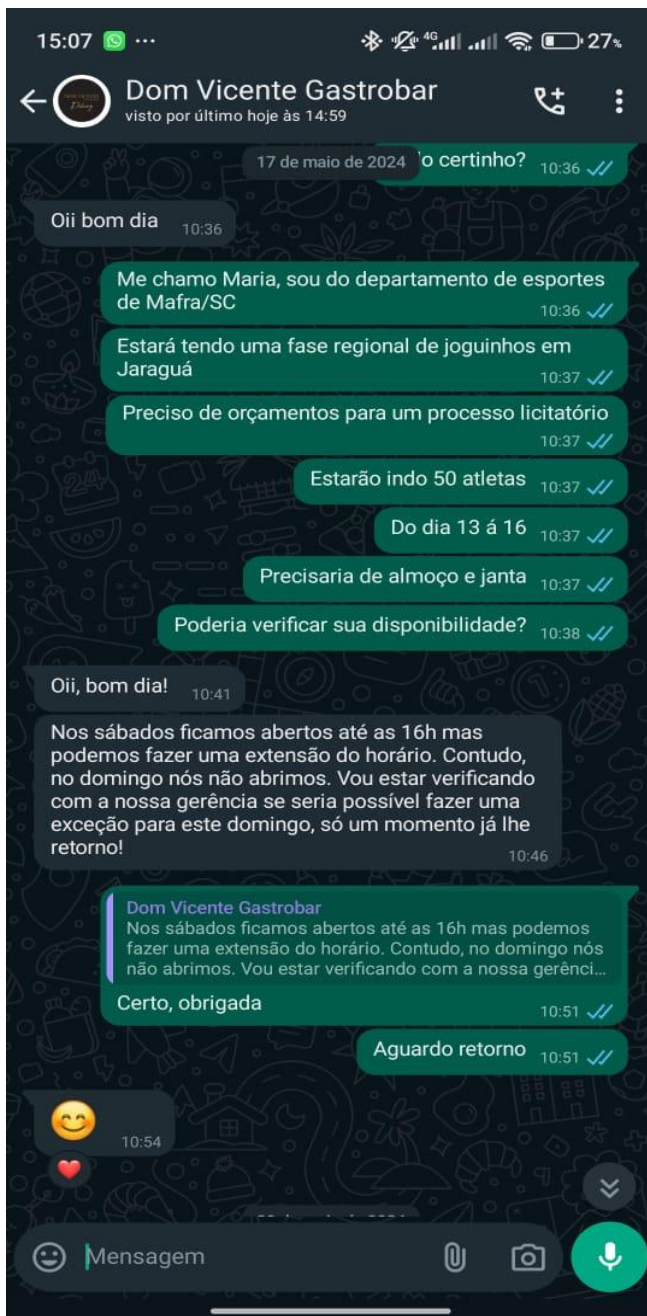 15:07 ... 4G 27%
Dom Vicente Gastrobar
visto por último hoje às 14:59
17 de maio de 2024
o certinho? 10:36
Oii bom dia 10:36
Me chamo Maria, sou do departamento de esportes
de Mafra/SC
10:36
Estará tendo uma fase regional de joguinhos em
Jaraguá
10:37
Preciso de orçamentos para um processo licitatório
10:37
Estarão indo 50 atletas 10:37
Do dia 13 á 16 10:37
Precisaria de almoço e janta 10:37
Poderia verificar sua disponibilidade? 10:38
Oii, bom dia! 10:41
Nos sábados ficamos abertos até as 16h mas
podemos fazer uma extensão do horário. Contudo,
no domingo nós não abrimos. Vou estar verificando
com a nossa gerência se seria possível fazer uma
exceção para este domingo, só um momento já lhe
retorno!
10:46
Dom Vicente Gastrobar
Nos sábados ficamos abertos até as 16h mas podemos
fazer uma extensão do horário. Contudo, no domingo nós
não abrimos. Vou estar verificando com a nossa gerênci...
Certo, obrigada
10:51
Aguardo retorno 10:51
10:54
Mensagem